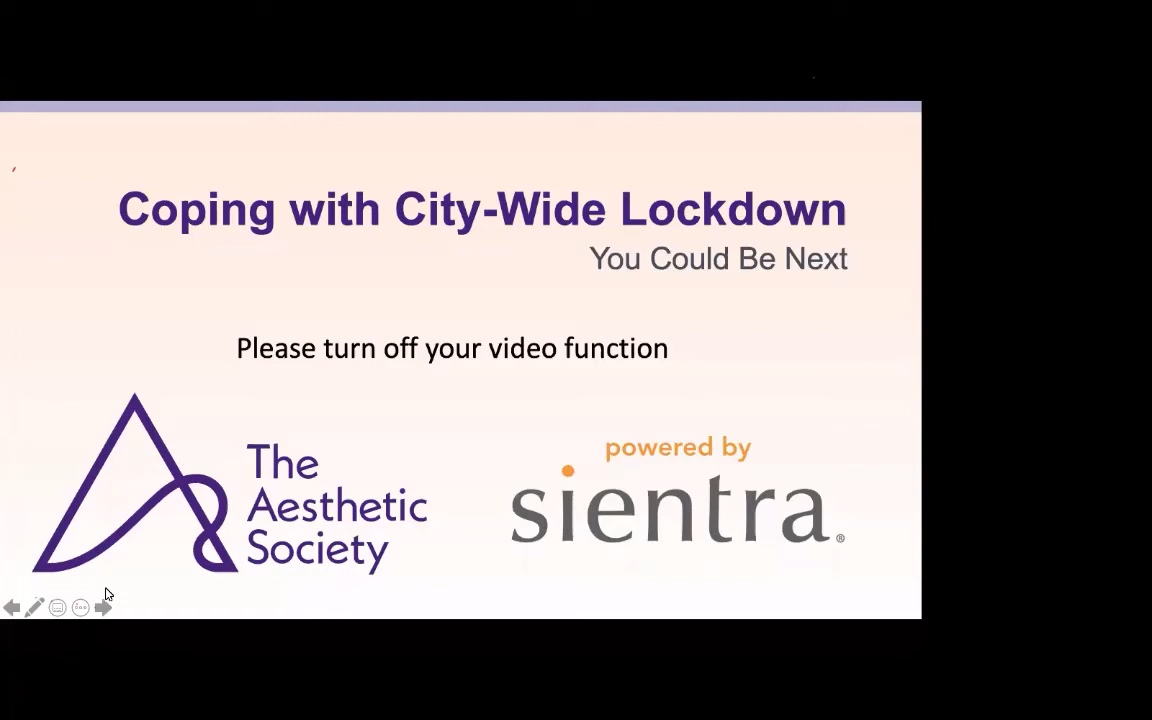 Coping with City-Wide Lockdown
You Could Be Next
Please turn off your video function
The
Aesthetic
Society
powered by
sientra®